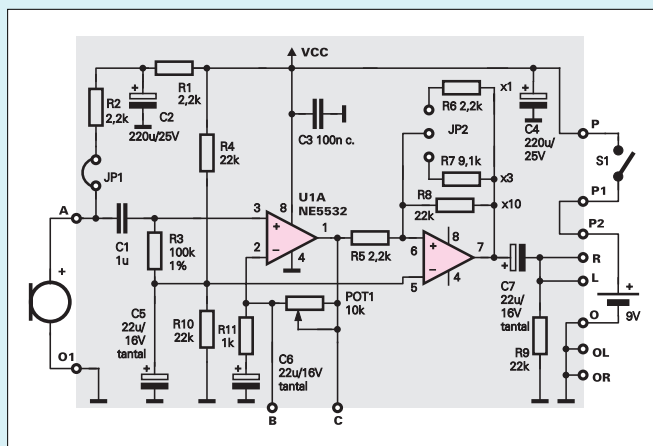 VCC
R1
2,2k
R2
2,2k
+
C2
220u/25V
R4
22k
C3 100n c.
R6 2,2k
x1
JP2
R7 9,1k
x3
R8
22k
x10
+
C4
220u/
25V
P
S1
P1
P2
JP1
A
C1
1u
R3
100k
1%
U1A
NE5532
3
8
+
2
-
1
4
R5 2,2k
6
+
-
5
8
7
4
+
C7
22u/
16V
tantal
R
L
+
9V
O
OL
OR
R9
22k
+
O1
C5
22u/
16V
tantal
+
R10
22k
R11
1k
+
POT1
10k
C6
22u/16V
tantal
B
C